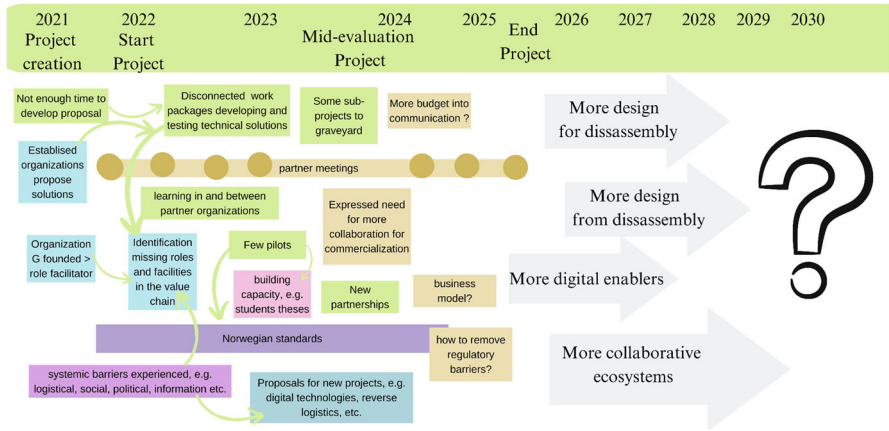 2021
Project
creation
2022
Start
Project
2023
2024
Mid-evaluation
Project
2025
End
Project
2026
2027
2028
2029
2030
Not enough time to
develop proposal
Disconnected work
packages developing and
testing technical solutions
Some sub-
projects to
graveyard
More budget into
communication ?
More design
for dissassembly
Establised
organizations
propose
solutions
partner meetings
learning in and between
partner organizations
Expressed need
for more
collaboration for
commercialization
More design
from dissassembly
Organization
G founded >
role facilitator
Identification
missing roles
and facilities
in the value
chain
Few pilots
building
capacity, e.g.
students theses
New
partnerships
business
model?
More digital enablers
Norwegian standards
how to remove
regulatory
barriers?
More collaborative
ecosystems
systemic barriers experienced, e.g.
logistical, social, political, information etc.
Proposals for new projects, e.g.
digital technologies, reverse
logistics, etc.
?